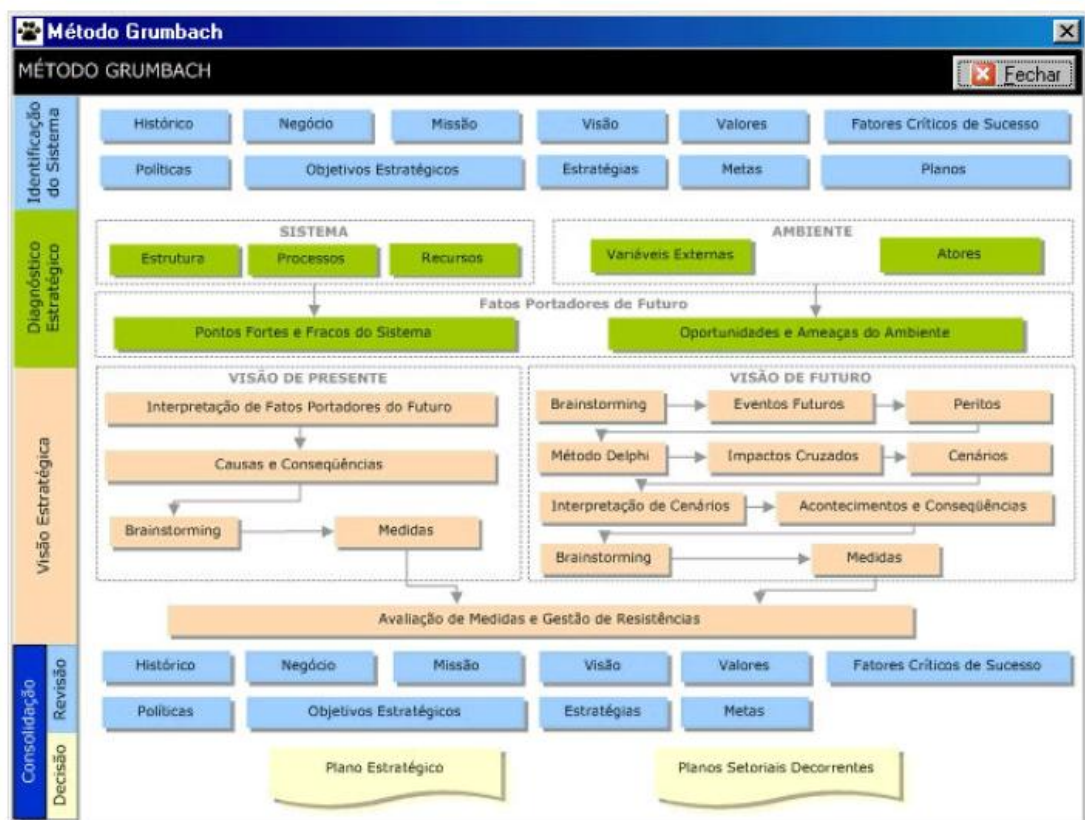 Método Grumbach
MÉTODO GRUMBACH
Fechar
Identificação
do Sistema
Histórico
Negócio
Missão
Visão
Valores
Fatores Críticos de Sucesso
Políticas
Objetivos Estratégicos
Estratégias
Metas
Planos
Diagnóstico
Estratégico
SISTEMA
Estrutura
Processos
Recursos
AMBIENTE
Variáveis Externas
Atores
Fatos Portadores de Futuro
Pontos Fortes e Fracos do Sistema
Oportunidades e Ameaças do Ambiente
Visão Estratégica
VISÃO DE PRESENTE
Interpretação de Fatos Portadores do Futuro
Causas e Conseqüências
Brainstorming
Medidas
VISÃO DE FUTURO
Brainstorming
Eventos Futuros
Peritos
Método Delphi
Impactos Cruzados
Cenários
Interpretação de Cenários
Acontecimentos e Conseqüências
Brainstorming
Medidas
Avaliação de Medidas e Gestão de Resistências
Consolidação
Revisão
Histórico
Negócio
Missão
Visão
Valores
Fatores Críticos de Sucesso
Políticas
Objetivos Estratégicos
Estratégias
Metas
Decisão
Plano Estratégico
Planos Setoriais Decorrentes